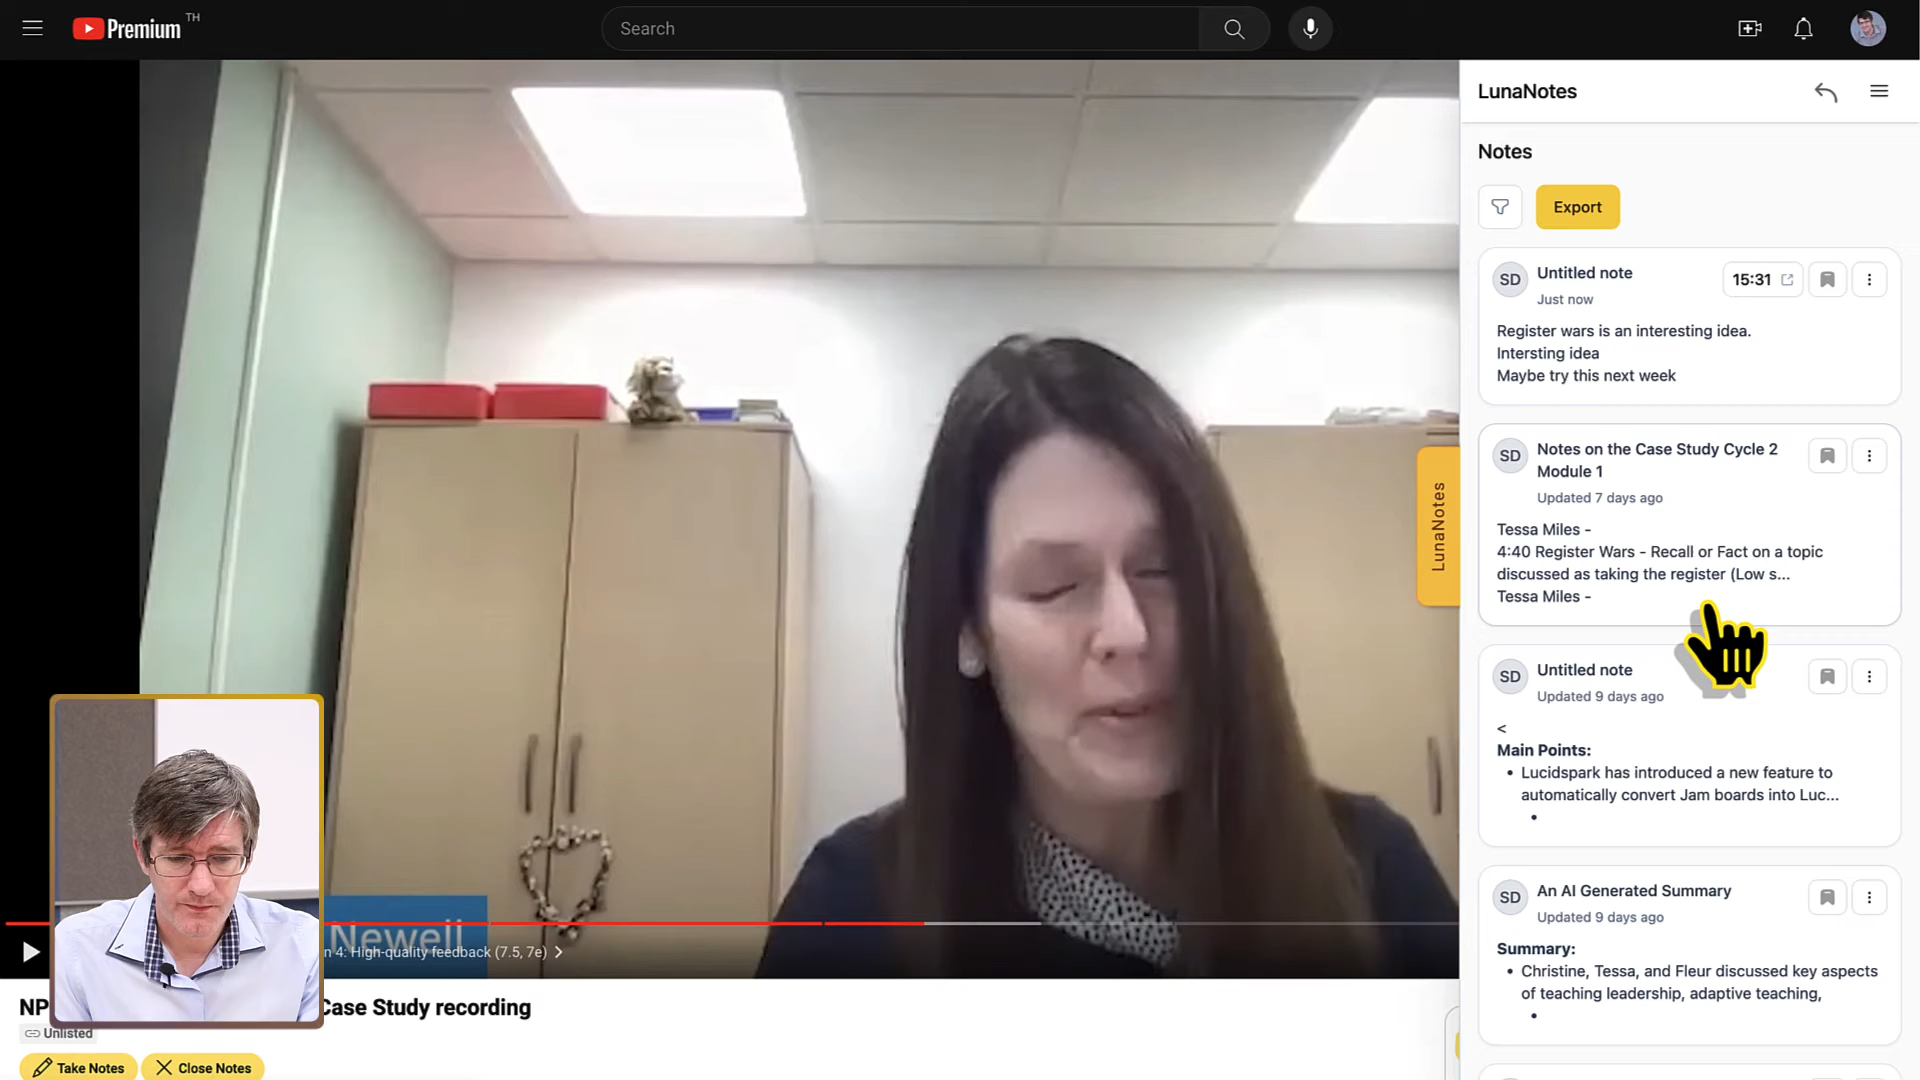 Premium TH
Search
LunaNotes
Notes
Export
SD
Untitled note
15:31
Just now
Register wars is an interesting idea.
Intersting idea
Maybe try this next week
SD
Notes on the Case Study Cycle 2
Module 1
Updated 7 days ago
Tessa Miles -
4:40 Register Wars - Recall or Fact on a topic
discussed as taking the register (Low s...
Tessa Miles -
LunaNotes
SD
Untitled note
Updated 9 days ago
<
Main Points:
• Lucidspark has introduced a new feature to
automatically convert Jam boards into Luc...
•
SD
An AI Generated Summary
Updated 9 days ago
Summary:
• Christine, Tessa, and Fleur discussed key aspects
of teaching leadership, adaptive teaching,
•
Newell
n 4: High-quality feedback (7.5, 7e)
NP
Case Study recording
Unlisted
Take Notes
Close Notes